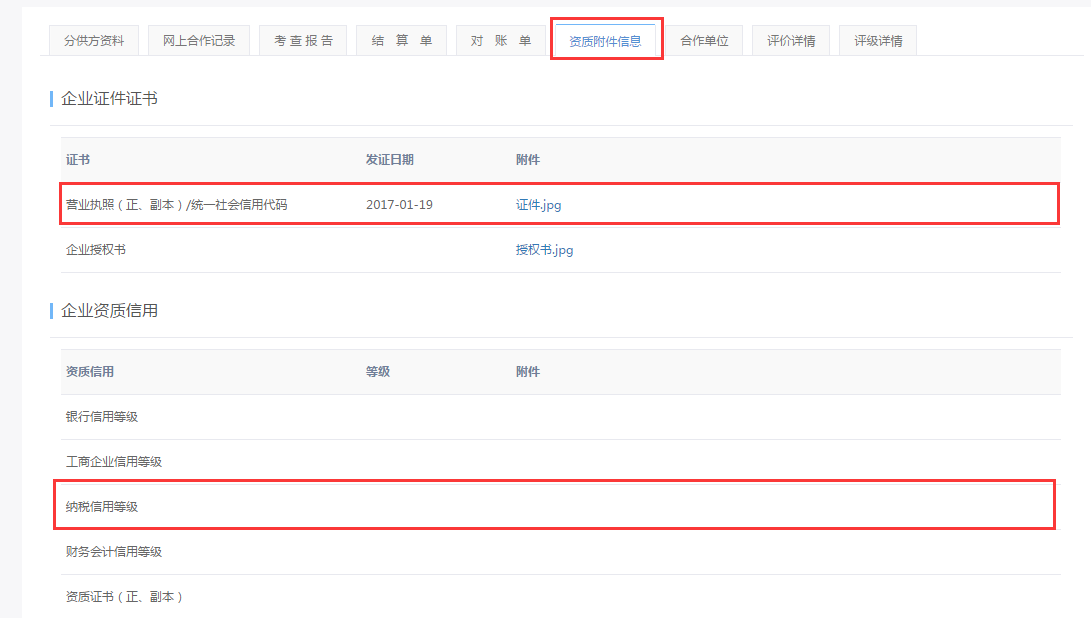 分供方资料 网上合作记录 考 查 报 告 结 算 单 对 账 单 资质附件信息 合作单位 评价详情 评级详情
企业证件证书
证书 发证日期 附件
营业执照（正、副本）/统一社会信用代码 2017-01-19 证件.jpg
企业授权书 授权书.jpg
企业资质信用
资质信用 等级 附件
银行信用等级
工商企业信用等级
纳税信用等级
财务会计信用等级
资质证书（正、副本）